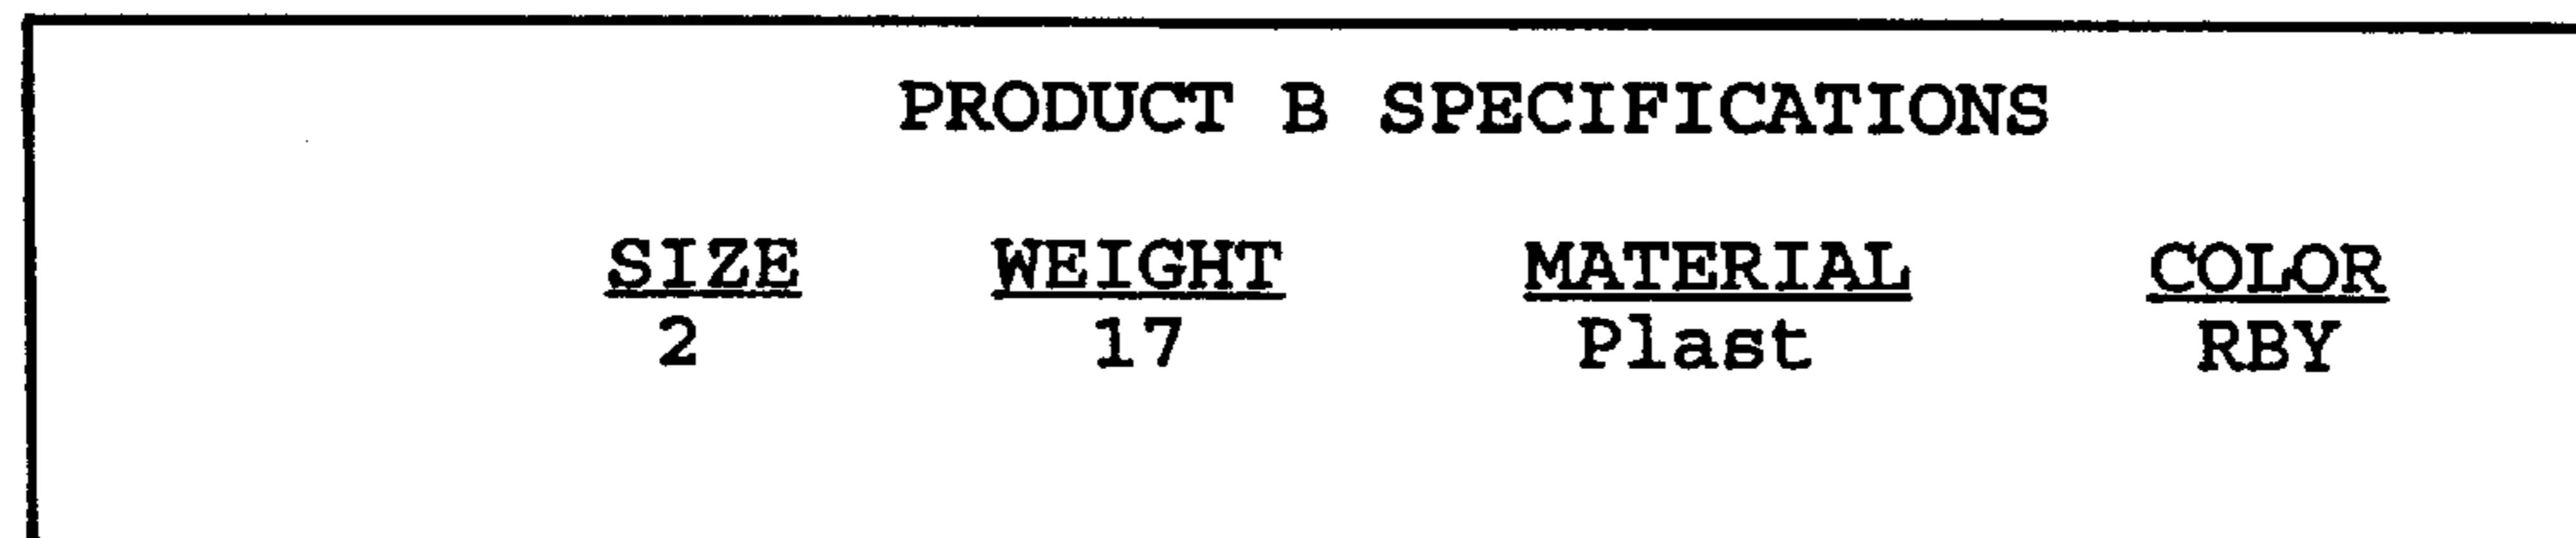 PRODUCT B SPECIFICATIONS
SIZE WEIGHT MATERIAL COLOR
2 17 Plast RBY